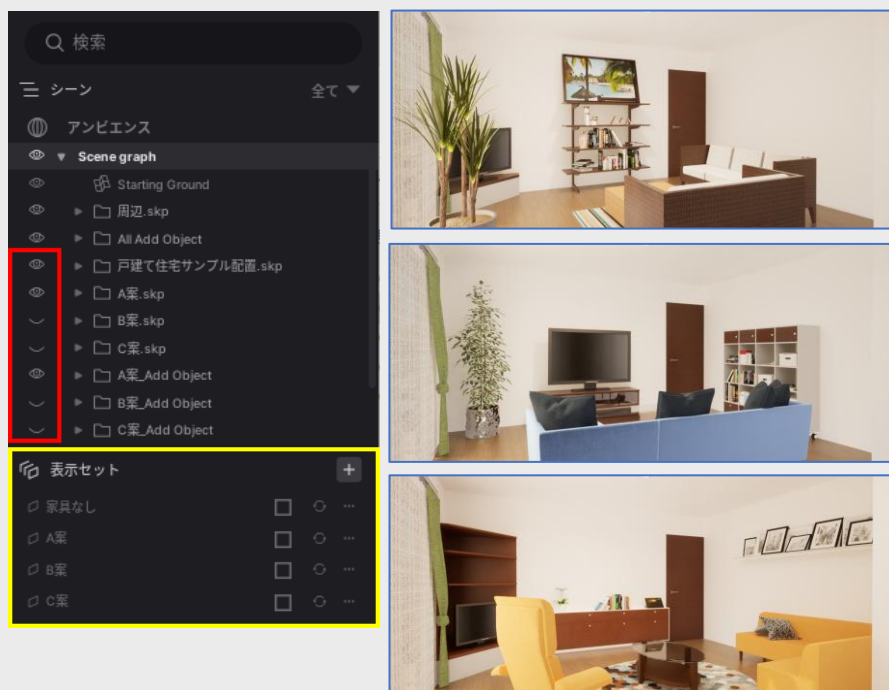 検索
シーン 全て
アンビエンス
Scene graph
Starting Ground
周辺.skp
All Add Object
戸建て住宅サンプル配置.skp
A案.skp
B案.skp
C案.skp
A案_Add Object
B案_Add Object
C案_Add Object
表示セット
家具なし
A案
B案
C案